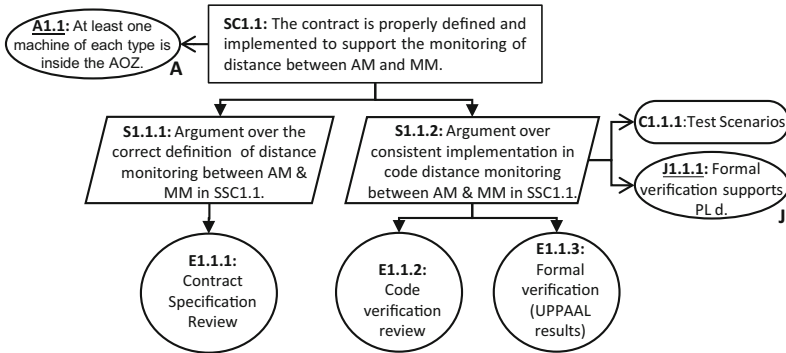 A1.1: At least one
machine of each type is
inside the AOZ.
A
SC1.1: The contract is properly defined and
implemented to support the monitoring of
distance between AM and MM.
S1.1.1: Argument over the
correct definition of distance
monitoring between AM &
MM in SSC1.1.
S1.1.2: Argument over
consistent implementation in
code distance monitoring
between AM & MM in SSC1.1.
C1.1.1:Test Scenarios
J1.1.1: Formal
verification supports
PL d.
J
E1.1.1:
Contract
Specification
Review
E1.1.2:
Code
verification
review
E1.1.3:
Formal
verification
(UPPAAL
results)